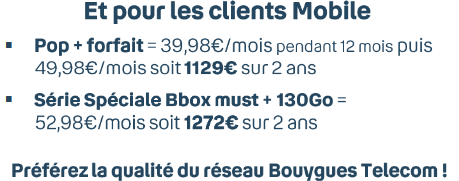 Et pour les clients Mobile
▪ Pop + forfait = 39,98€/mois pendant 12 mois puis
49,98€/mois soit 1129€ sur 2 ans
▪ Série Spéciale Bbox must + 130Go =
52,98€/mois soit 1272€ sur 2 ans
Préférez la qualité du réseau Bouygues Telecom !